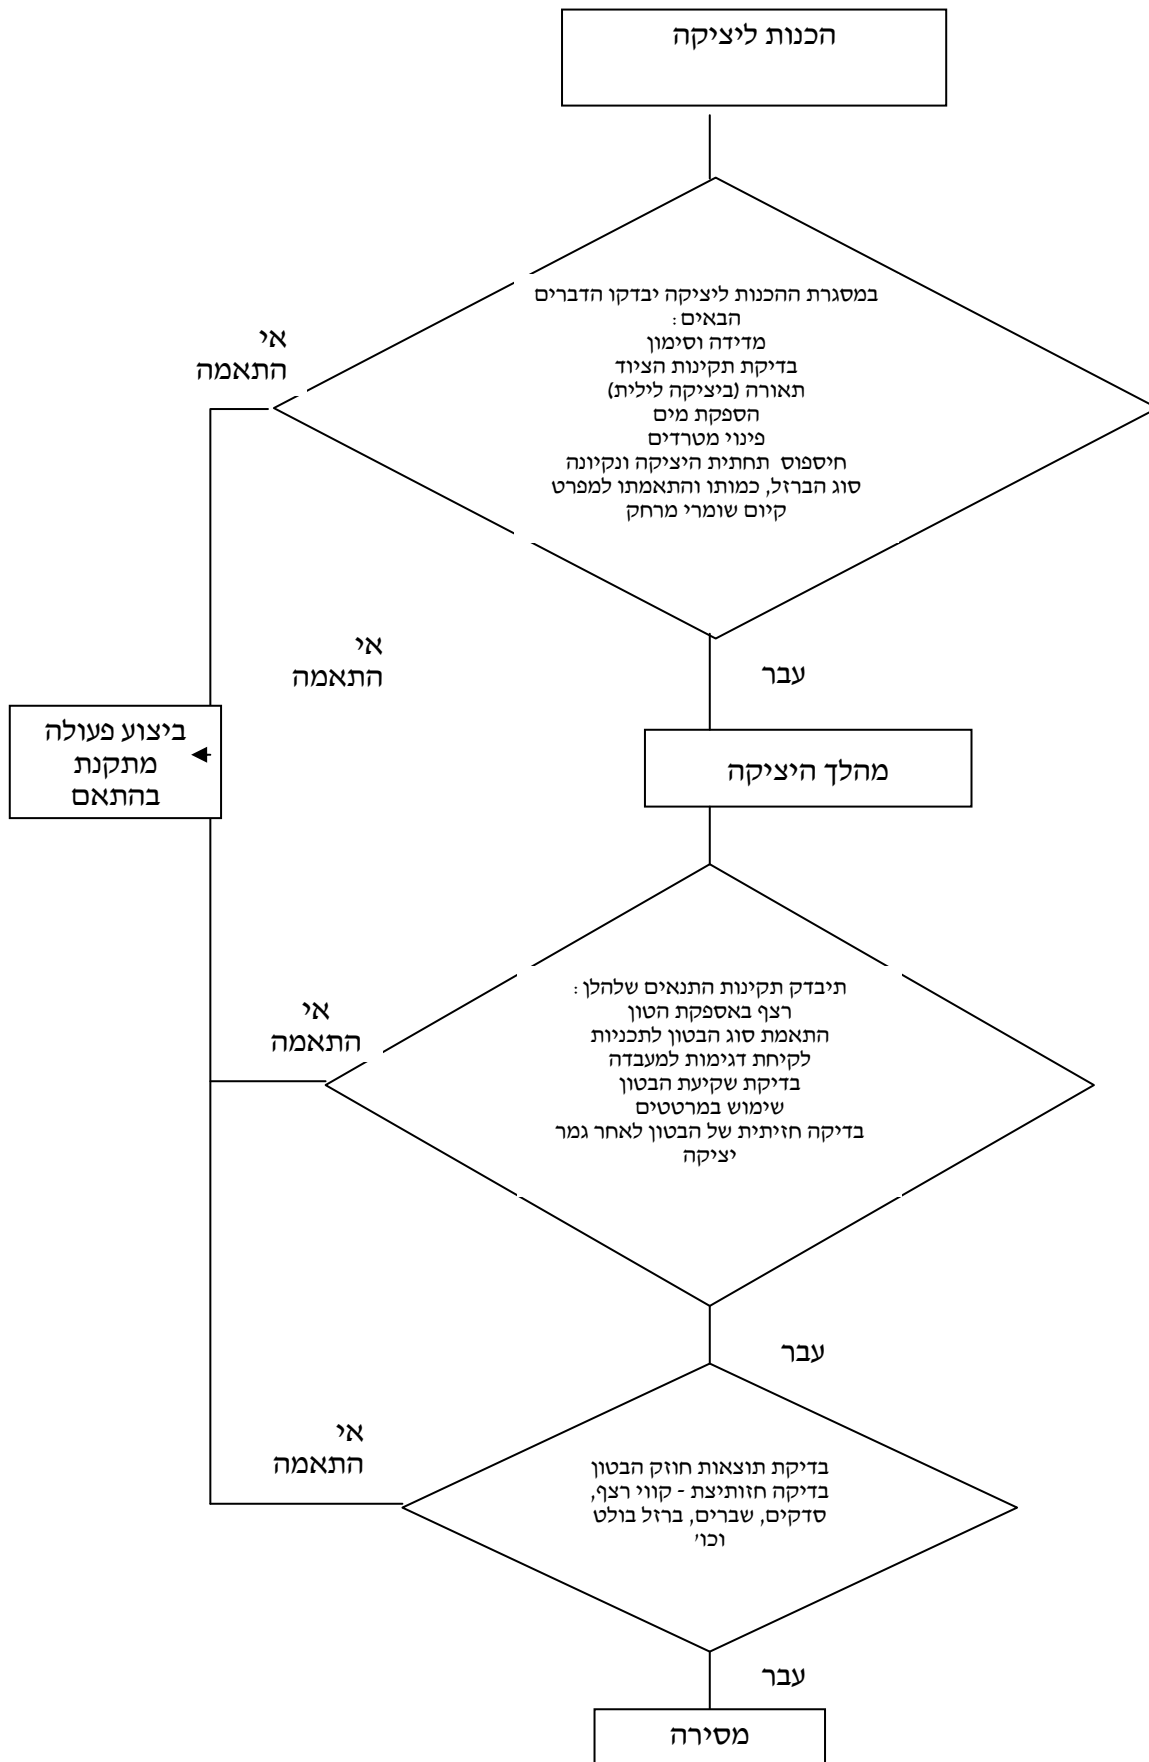 הכנות ליציקה
במסגרת ההכנות ליציקה יבדקו הדברים
הבאים:
מדידה וסימון
בדיקת תקינות הציוד
תאורה (ביציקה לילית)
הספקת מים
פינוי מטרדים
חיספוס תחתית היציקה ונקיונה
סוג הברזל, כמותו והתאמתו למפרט
קיום שומרי מרחק
אי
התאמה
אי
התאמה
עבר
ביצוע פעולה
מתקנת
בהתאם
מהלך היציקה
תיבדק תקינות התנאים שלהלן:
רצף באספקת הטון
התאמת סוג הבטון לתכניות
לקיחת דגימות למעבדה
בדיקת שקיעת הבטון
שימוש במרטטים
בדיקה חזיתית של הבטון לאחר גמר
יציקה
אי
התאמה
עבר
אי
התאמה
בדיקת תוצאות חוזק הבטון
בדיקה חזותיצת - קווי רצף,
סדקים, שברים, ברזל בולט
וכו'
עבר
מסירה